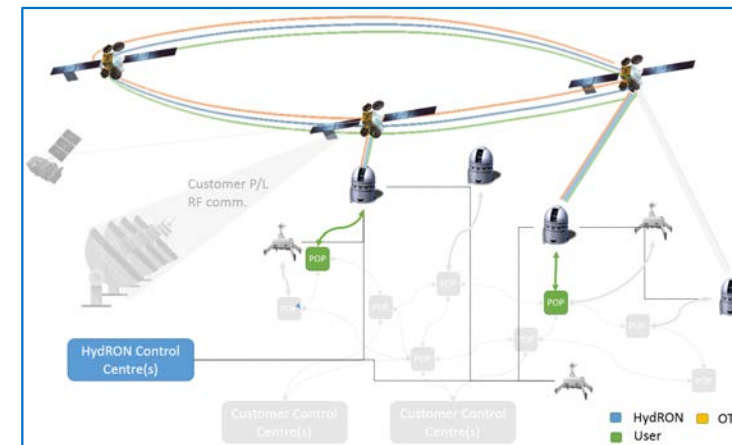 Customer P/L
RF comm.
POP
POP
POP
POP
POP
POP
HydRON Control
Centre(s)
POP
POP
POP
Customer Control
Centre(s)
Customer Control
Centre(s)
HydRON
OT
User